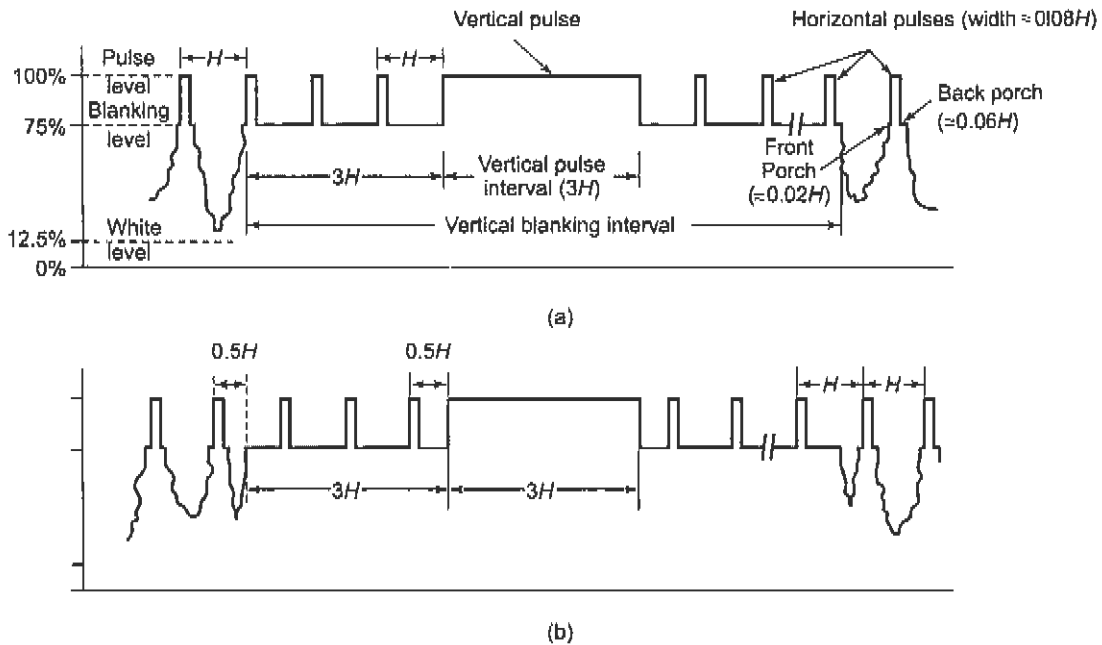 Vertical pulse
Horizontal pulses (width ≈ 0I08H)
Pulse
H
H
100%
level
Blanking
Back porch
(≈0.06H)
75%
level
Front
Porch
(≈0.02H)
3H
Vertical pulse
interval (3H)
White
Vertical blanking interval
12.5%
level
0%
(a)
0.5H
0.5H
H
H
3H
3H
(b)